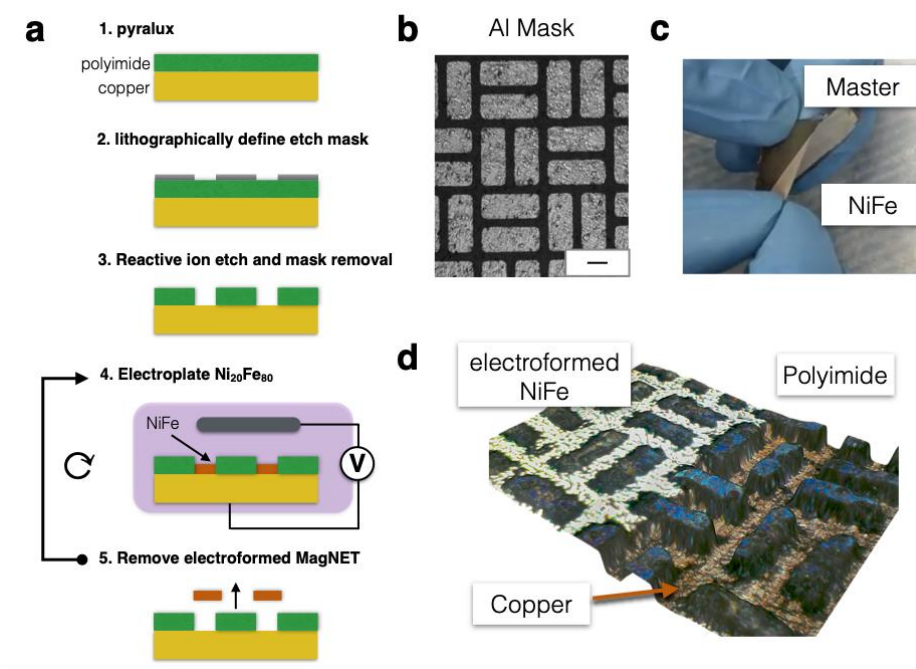 a
1. pyralux
polyimide
copper
2. lithographically define etch mask
3. Reactive ion etch and mask removal
4. Electroplate Ni₂₀Fe₈₀
NiFe
V
5. Remove electroformed MagNET
b
Al Mask
c
Master
NiFe
d
electroformed
NiFe
Polyimide
Copper